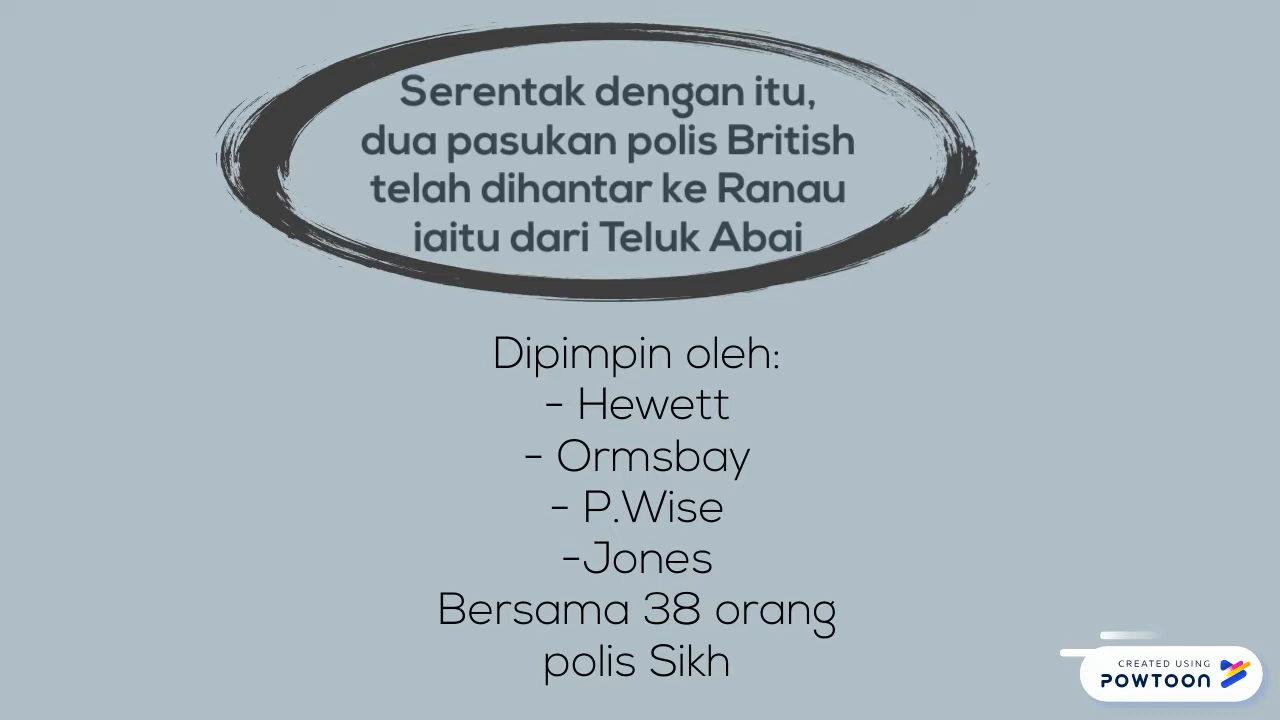 Serentak dengan itu,
dua pasukan polis British
telah dihantar ke Ranau
iaitu dari Teluk Abai
Dipimpin oleh:
- Hewett
- Ormsbay
- P.Wise
-Jones
Bersama 38 orang
polis Sikh
CREATED USING
POWTOON